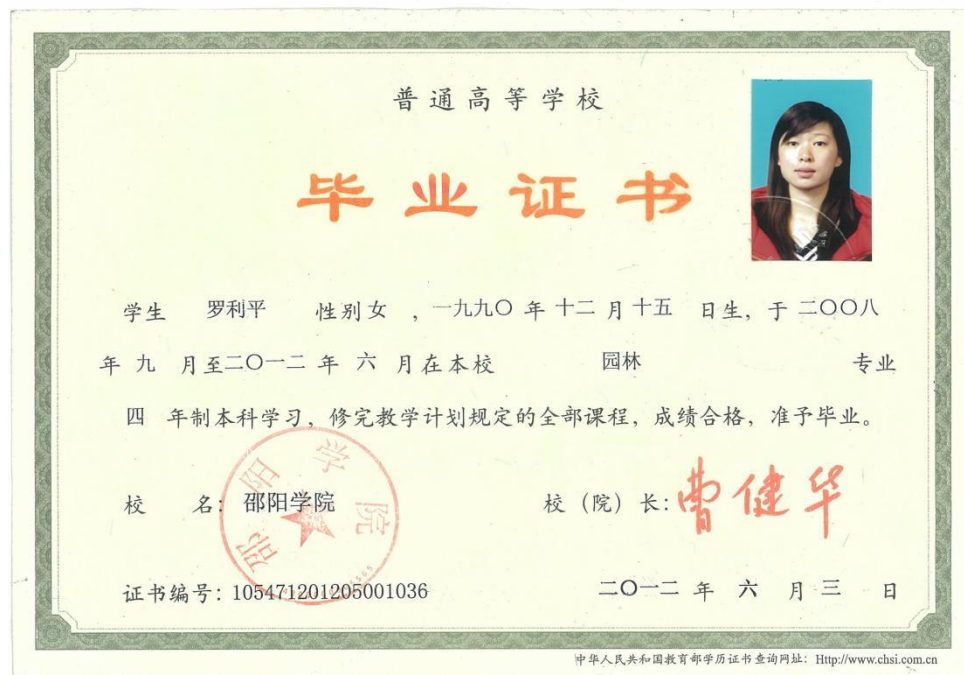 普通高等学校
毕业证书
学生 罗利平 性别 女 ，一九九〇 年 十二 月 十五 日生，于 二〇〇八
年 九 月至二〇一二 年 六 月在本校 园林 专业
四 年制本科学习，修完教学计划规定的全部课程，成绩合格，准予毕业。
校 名：邵阳学院 校（院）长：曹健华
邵阳学院
证书编号：105471201205001036 二〇一二 年 六 月 三 日
中华人民共和国教育部学历证书查询网址：Http://www.chsi.com.cn